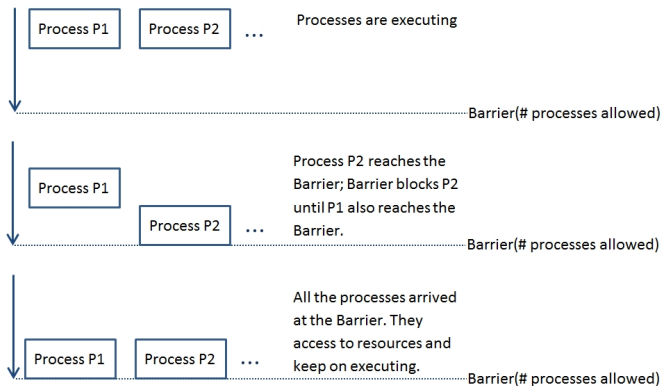 Process P1
Process P2
...
Processes are executing
Barrier(# processes allowed)
Process P1
Process P2
...
Process P2 reaches the
Barrier; Barrier blocks P2
until P1 also reaches the
Barrier.
Barrier(# processes allowed)
Process P1
Process P2
...
All the processes arrived
at the Barrier. They
access to resources and
keep on executing.
Barrier(# processes allowed)